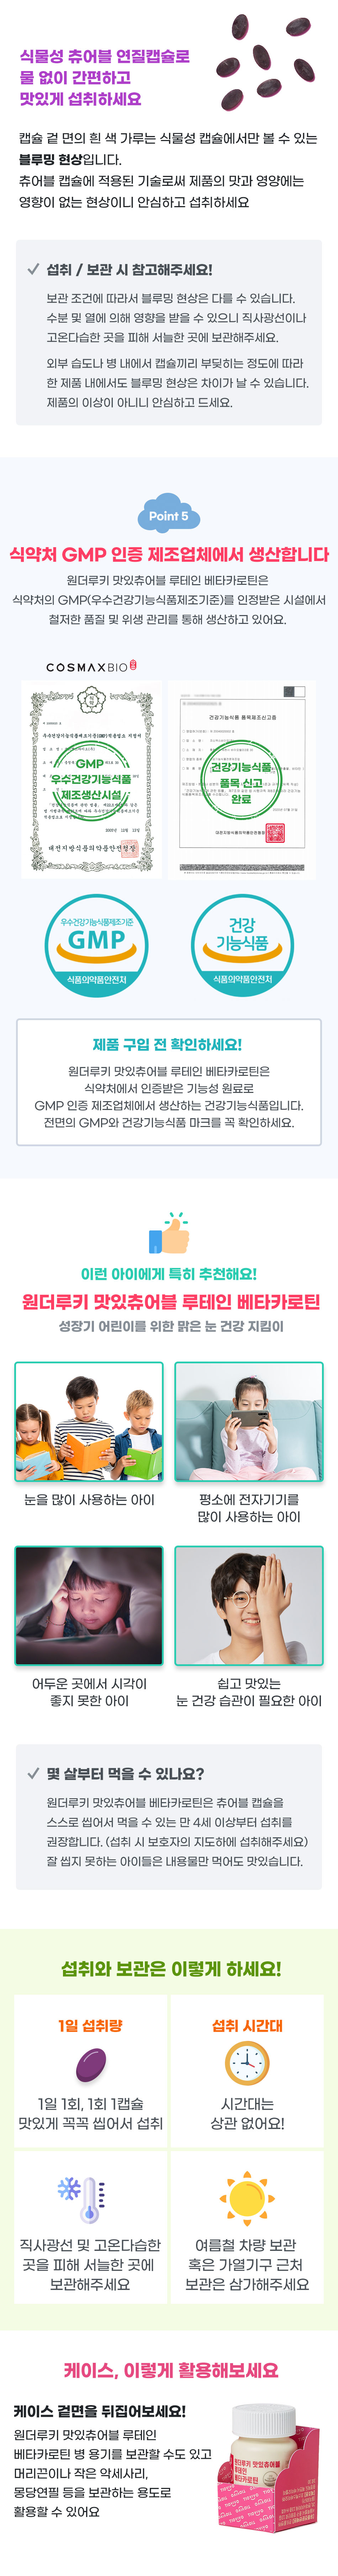 식물성 츄어블 연질캡슐로
물 없이 간편하고
맛있게 섭취하세요
캡슐 겉 면의 흰 색 가루는 식물성 캡슐에서만 볼 수 있는
블루밍 현상입니다.
츄어블 캡슐에 적용된 기술로써 제품의 맛과 영양에는
영향이 없는 현상이니 안심하고 섭취하세요
섭취 / 보관 시 참고해주세요!
보관 조건에 따라서 블루밍 현상은 다를 수 있습니다.
수분 및 열에 의해 영향을 받을 수 있으니 직사광선이나
고온다습한 곳을 피해 서늘한 곳에 보관해주세요.
외부 습도나 병 내에서 캡슐끼리 부딪히는 정도에 따라
한 제품 내에서도 블루밍 현상은 차이가 날 수 있습니다.
제품의 이상이 아니니 안심하고 드세요.
Point 5
식약처 GMP 인증 제조업체에서 생산합니다
원더루키 맛있츄어블 루테인 베타카로틴은
식약처의 GMP(우수건강기능식품제조기준)를 인정받은 시설에서
철저한 품질 및 위생 관리를 통해 생산하고 있어요.
COSMAXBIO
GMP
우수건강기능식품
제조생산시설
대전지방식품의약품안전청장
건강기능식품 품목제조신고증
건강기능식품
품목 신고
완료
대전지방식품의약품안전청장
우수건강기능식품제조기준
GMP
식품의약품안전처
건강
기능식품
식품의약품안전처
제품 구입 전 확인하세요!
원더루키 맛있츄어블 루테인 베타카로틴은
식약처에서 인증받은 기능성 원료로
GMP 인증 제조업체에서 생산하는 건강기능식품입니다.
전면의 GMP와 건강기능식품 마크를 꼭 확인하세요.
이런 아이에게 특히 추천해요!
원더루키 맛있츄어블 루테인 베타카로틴
성장기 어린이를 위한 맑은 눈 건강 지킴이
눈을 많이 사용하는 아이
평소에 전자기기를
많이 사용하는 아이
어두운 곳에서 시각이
좋지 못한 아이
쉽고 맛있는
눈 건강 습관이 필요한 아이
몇 살부터 먹을 수 있나요?
원더루키 맛있츄어블 베타카로틴은 츄어블 캡슐을
스스로 씹어서 먹을 수 있는 만 4세 이상부터 섭취를
권장합니다. (섭취 시 보호자의 지도하에 섭취해주세요)
잘 씹지 못하는 아이들은 내용물만 먹어도 맛있습니다.
섭취와 보관은 이렇게 하세요!
1일 섭취량
1일 1회, 1회 1캡슐
맛있게 꼭꼭 씹어서 섭취
섭취 시간대
시간대는
상관 없어요!
직사광선 및 고온다습한
곳을 피해 서늘한 곳에
보관해주세요
여름철 차량 보관
혹은 가열기구 근처
보관은 삼가해주세요
케이스, 이렇게 활용해보세요
케이스 겉면을 뒤집어보세요!
원더루키 맛있츄어블 루테인
베타카로틴 병 용기를 보관할 수도 있고
머리끈이나 작은 악세사리,
몽당연필 등을 보관하는 용도로
활용할 수 있어요
원더루키 맛있츄어블
루테인
베타카로틴